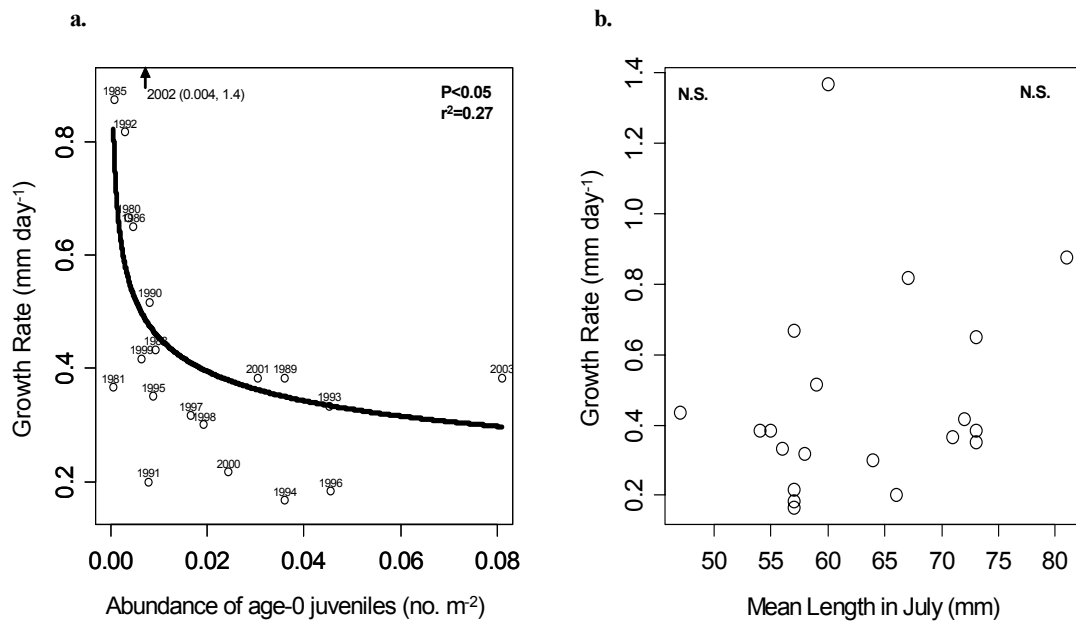 a.
b.
2002 (0.004, 1.4)
P<0.05
r²=0.27
1985
1992
1980
1986
1990
1999
1981
1995
2001
1989
2003
1993
1997
1998
1991
2000
1994
1996
0.8
0.6
0.4
0.2
Growth Rate (mm day⁻¹)
0.00 0.02 0.04 0.06 0.08
Abundance of age-0 juveniles (no. m⁻²)
N.S.
N.S.
1.4
1.2
1.0
0.8
0.6
0.4
0.2
Growth Rate (mm day⁻¹)
50 55 60 65 70 75 80
Mean Length in July (mm)